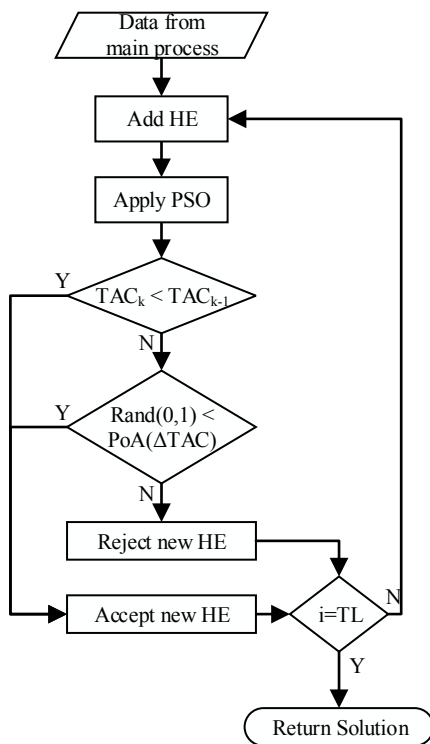 Data from
main process
Add HE
Apply PSO
Y
TACk < TACk-1
N
Y
Rand(0,1) <
PoA(ΔTAC)
N
Reject new HE
Accept new HE
i=TL
N
Y
Return Solution